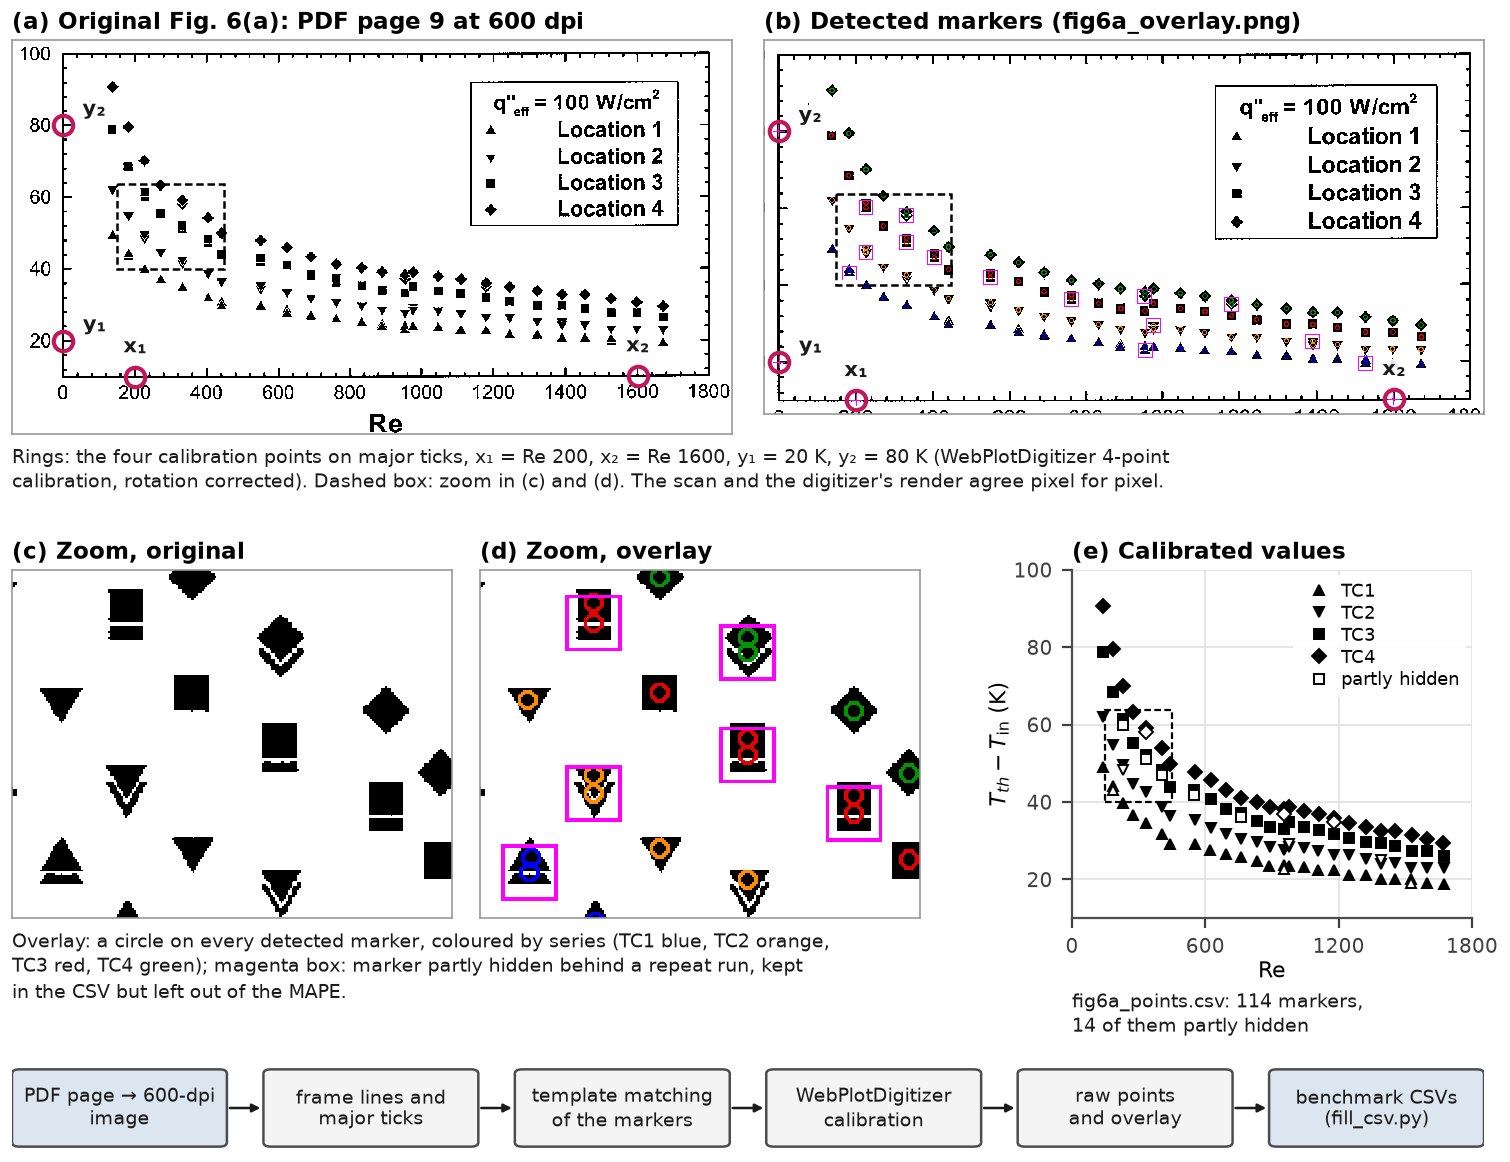 (a) Original Fig. 6(a): PDF page 9 at 600 dpi
100
80
60
40
20
0
200
400
600
800
1000
1200
1400
1600
1800
Re
y₂
y₁
x₁
x₂
q"eff = 100 W/cm²
Location 1
Location 2
Location 3
Location 4
(b) Detected markers (fig6a_overlay.png)
y₂
y₁
x₁
x₂
q"eff = 100 W/cm²
Location 1
Location 2
Location 3
Location 4
Rings: the four calibration points on major ticks, x₁ = Re 200, x₂ = Re 1600, y₁ = 20 K, y₂ = 80 K (WebPlotDigitizer 4-point
calibration, rotation corrected). Dashed box: zoom in (c) and (d). The scan and the digitizer's render agree pixel for pixel.
(c) Zoom, original
(d) Zoom, overlay
Overlay: a circle on every detected marker, coloured by series (TC1 blue, TC2 orange,
TC3 red, TC4 green); magenta box: marker partly hidden behind a repeat run, kept
in the CSV but left out of the MAPE.
(e) Calibrated values
100
80
60
40
20
0
600
1200
1800
Re
Tth − Tin (K)
TC1
TC2
TC3
TC4
partly hidden
fig6a_points.csv: 114 markers,
14 of them partly hidden
PDF page → 600-dpi
image
frame lines and
major ticks
template matching
of the markers
WebPlotDigitizer
calibration
raw points
and overlay
benchmark CSVs
(fill_csv.py)